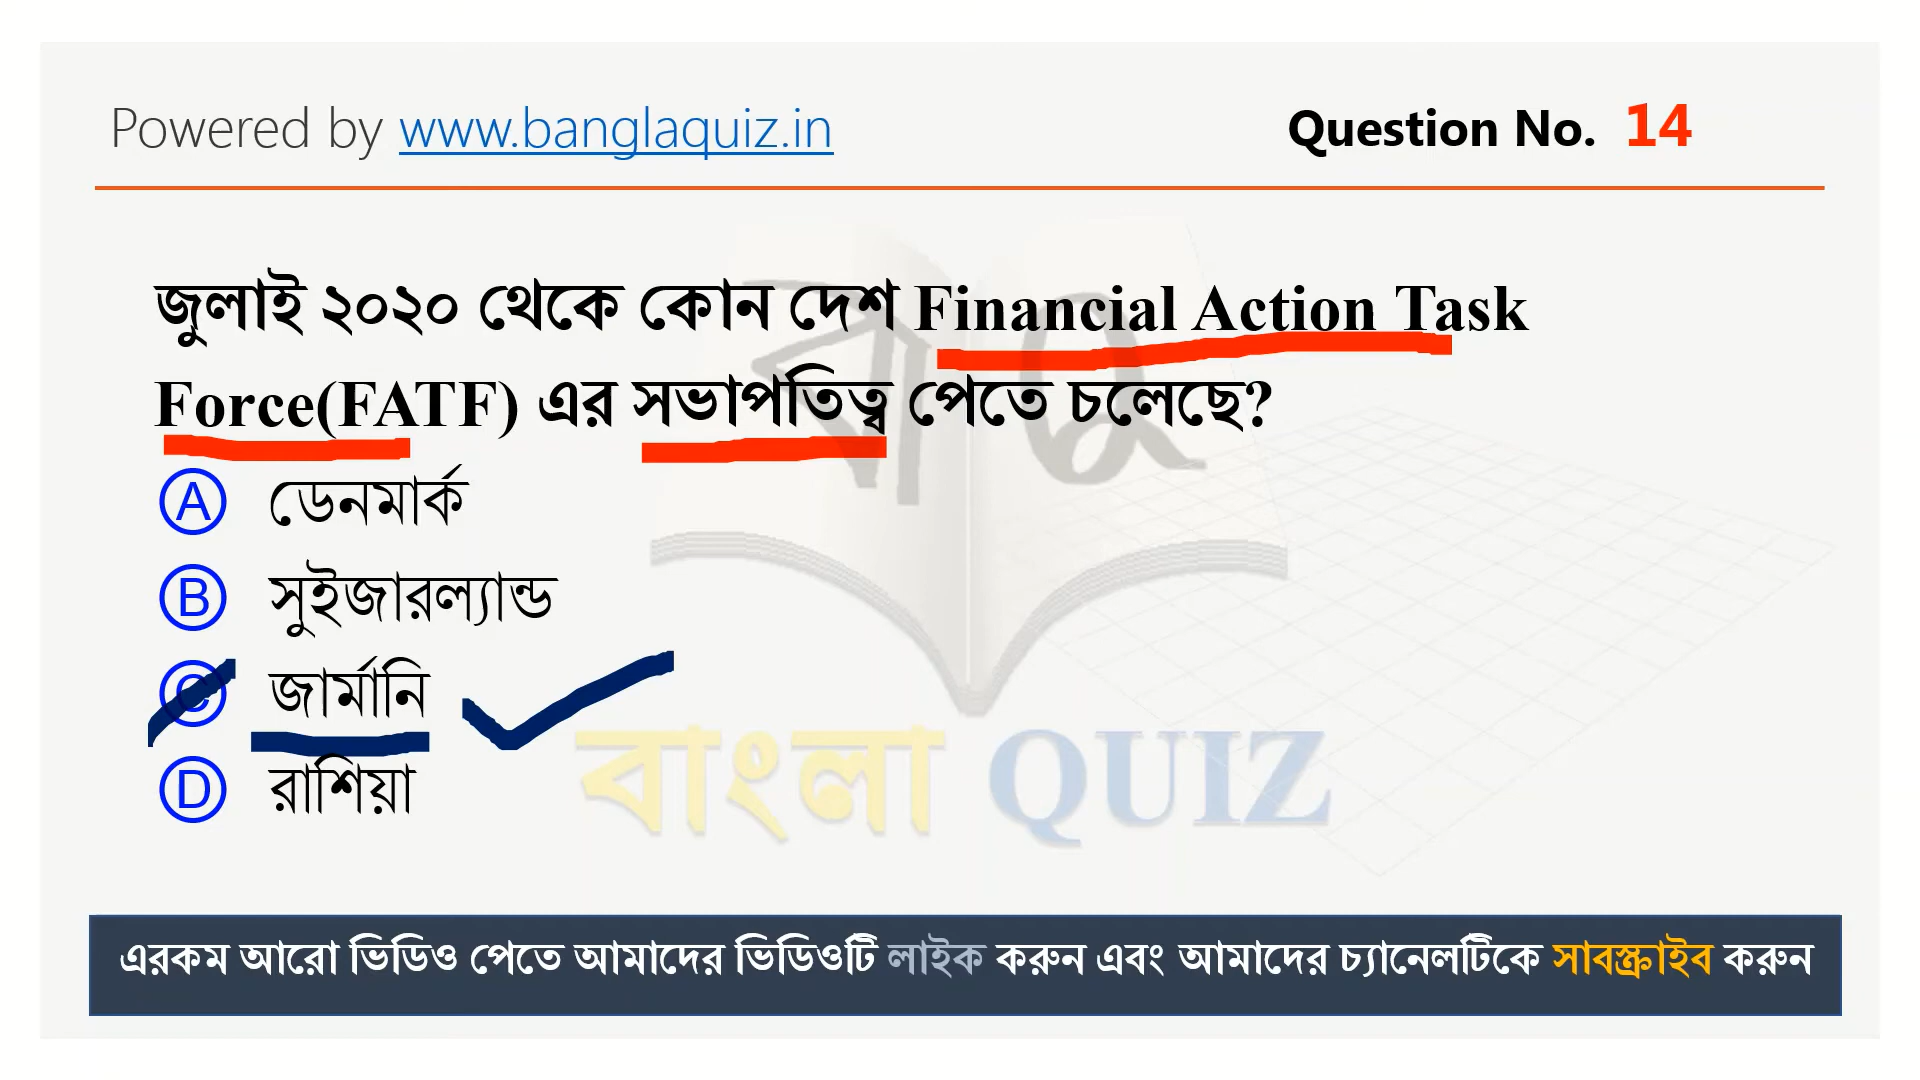 Powered by www.banglaquiz.in
Question No. 14
জুলাই ২০২০ থেকে কোন দেশ Financial Action Task
Force(FATF) এর সভাপতিত্ব পেতে চলেছে?
A ডেনমার্ক
B সুইজারল্যান্ড
C জার্মানি
D রাশিয়া
বা কু
বাংলা QUIZ
এরকম আরো ভিডিও পেতে আমাদের ভিডিওটি লাইক করুন এবং আমাদের চ্যানেলটিকে সাবস্ক্রাইব করুন